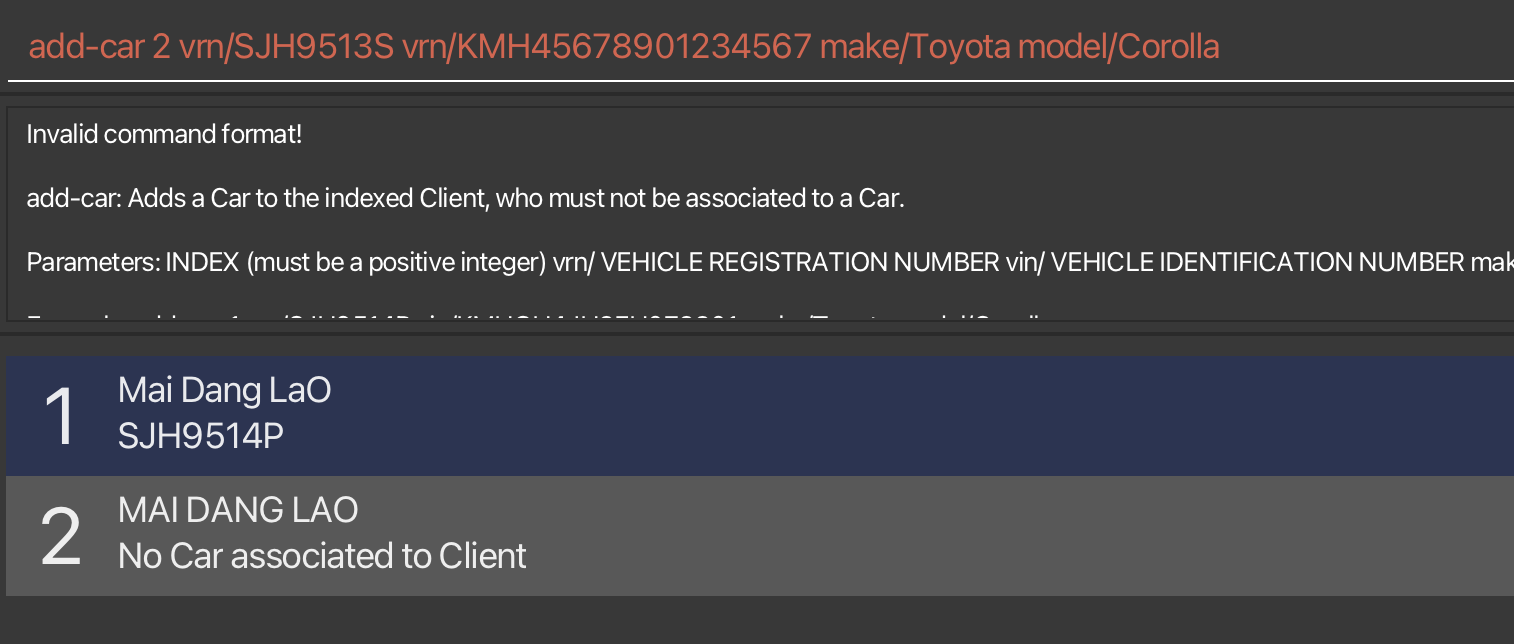 add-car 2 vrn/SJH9513S vrn/KMH45678901234567 make/Toyota model/Corolla
Invalid command format!
add-car: Adds a Car to the indexed Client, who must not be associated to a Car.
Parameters: INDEX (must be a positive integer) vrn/ VEHICLE REGISTRATION NUMBER vin/ VEHICLE IDENTIFICATION NUMBER mak
1
Mai Dang LaO
SJH9514P
2
MAI DANG LAO
No Car associated to Client